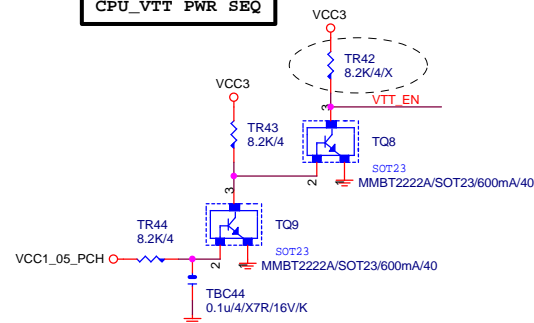 CPU_VTT PWR SEQ
VCC3
TR42
8.2K/4/X
VCC3
VTT_EN
3
TR43
8.2K/4
TQ8
SOT23
2
1
MMBT2222A/SOT23/600mA/40
3
TR44
8.2K/4
TQ9
SOT23
VCC1_05_PCH
2
1
MMBT2222A/SOT23/600mA/40
TBC44
0.1u/4/X7R/16V/K